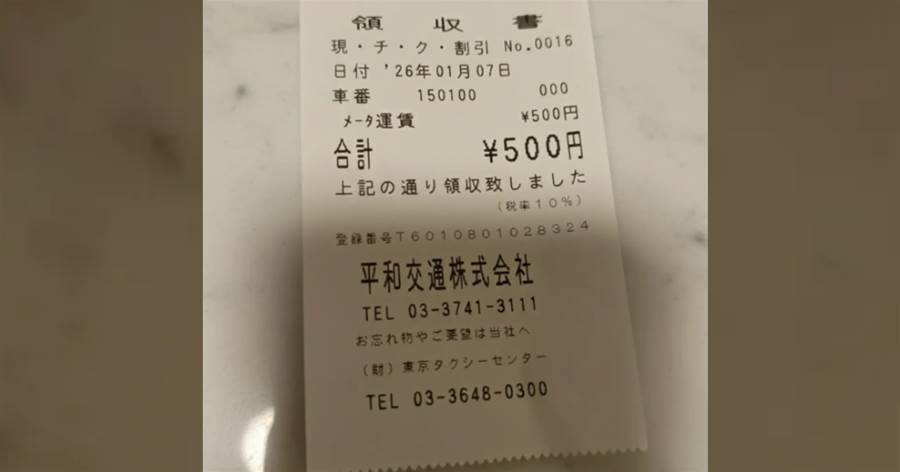 領収書
現・チ・ク・割引 No.0016
日付 '26年01月07日
車番 150100 000
メータ運賃 ¥500円
合計 ¥500円
上記の通り領収致しました
(税率10%)
登録番号T6010801028324
平和交通株式会社
TEL 03-3741-3111
お忘れ物やご要望は当社へ
(財)東京タクシーセンター
TEL 03-3648-0300